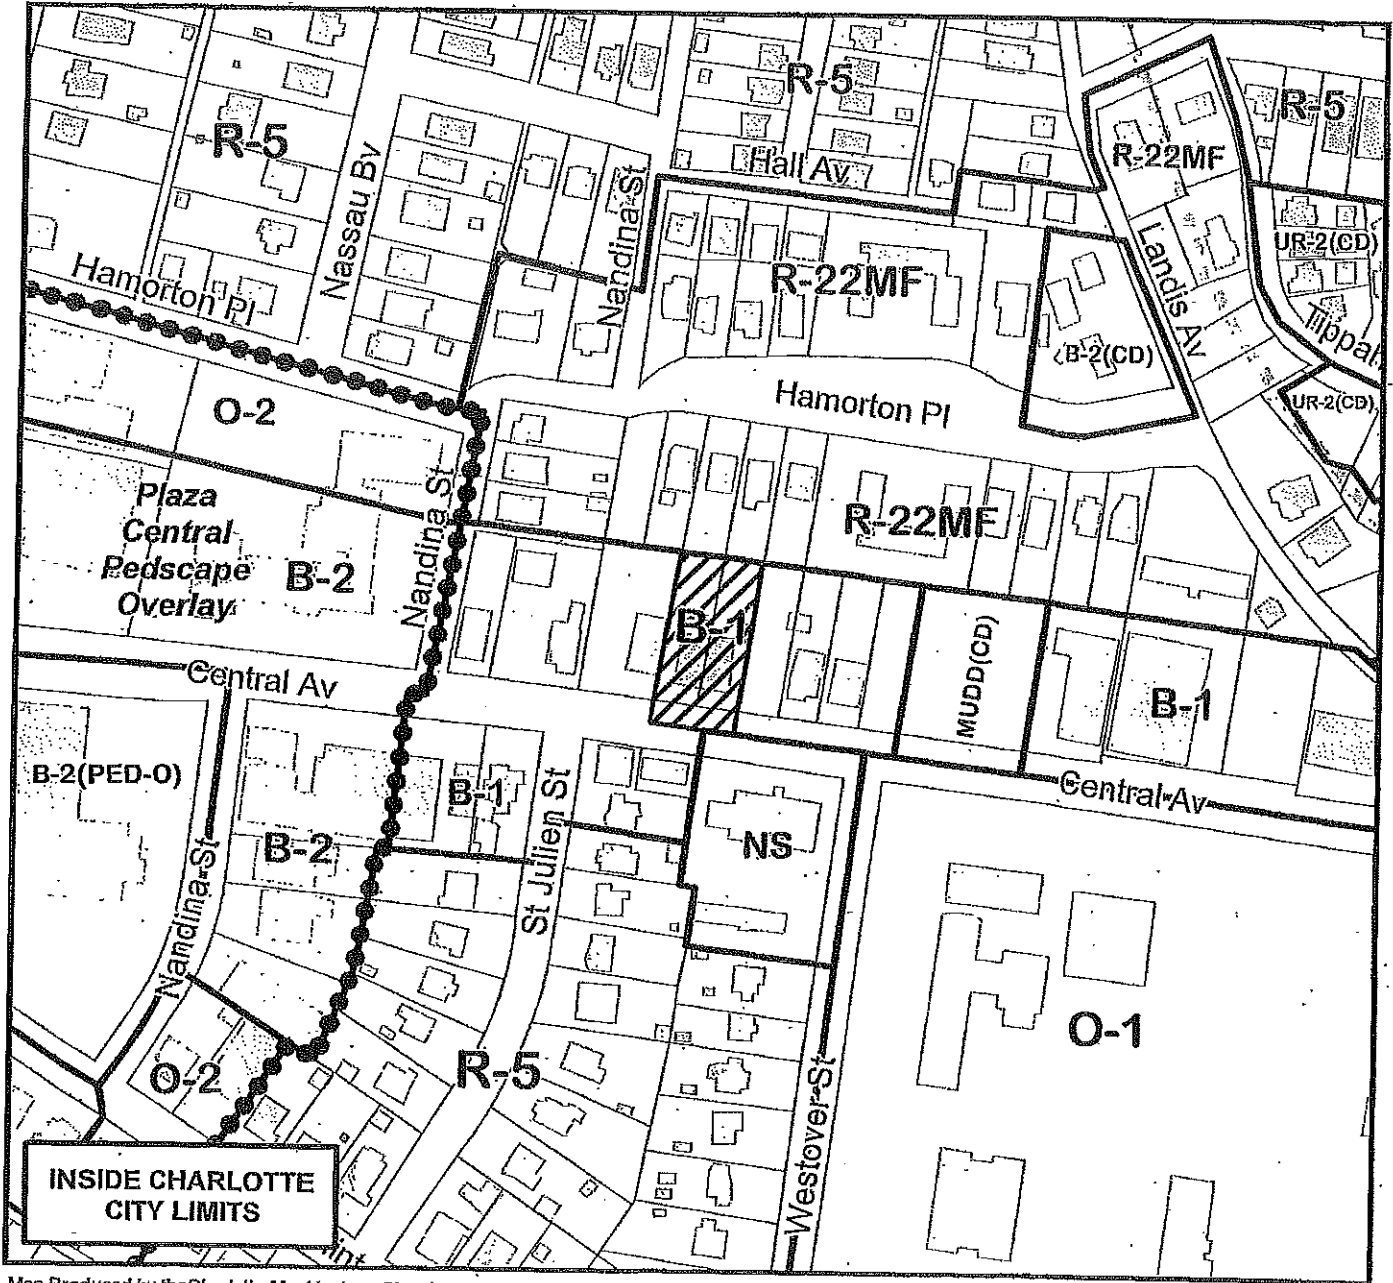 R-5
R-5
R-5
R-22MF
Hall Av
Nassau Bv
Nandina St
Landis Av
UR-2(CD)
Hamorton Pl
R-22MF
B-2(CD)
UR-2(CD)
O-2
Hamorton Pl
Plaza
Central
Pedscape
Overlay
B-2
Nandina St
R-22MF
B-1
MUDD(CD)
B-1
Central Av
B-2(PED-O)
B-1
St Julien St
Central Av
B-2
NS
Nandina St
O-1
R-5
O-2
Westover St
INSIDE CHARLOTTE
CITY LIMITS